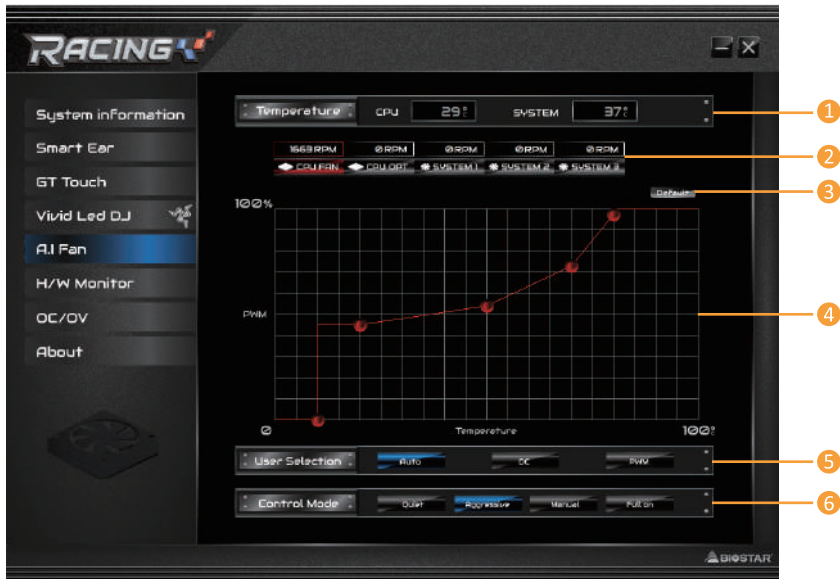 RACING
System information
Smart Ear
GT Touch
Vivid Led DJ
A.I Fan
H/W Monitor
OC/OV
About
Temperature CPU 29°C SYSTEM 37°C 1
1663 RPM 0 RPM 0 RPM 0 RPM 0 RPM 2
CPU FAN CPU OPT SYSTEM 1 SYSTEM 2 SYSTEM 3
Default 3
100%
PWM 4
0 Temperature 100°C
User Selection Auto DC PWM 5
Control Mode Quiet Aggressive Manual Full on 6
BIOSTAR